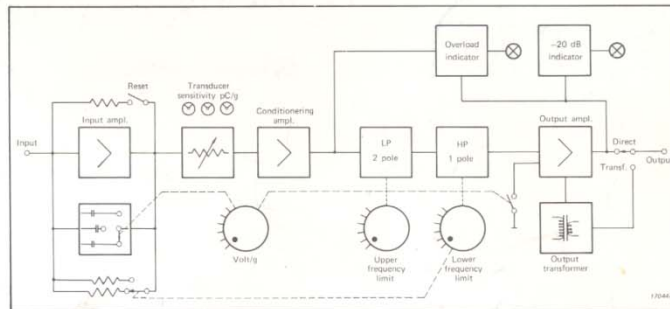 Overload
indicator
−20 dB
indicator
Reset
Transducer
sensitivity pC/g
Conditionering
ampl.
Input ampl.
Input
LP
2 pole
HP
1 pole
Output ampl.
Direct
Output
Transf.
Volt/g
Upper
frequency
limit
Lower
frequency
limit
Output
transformer